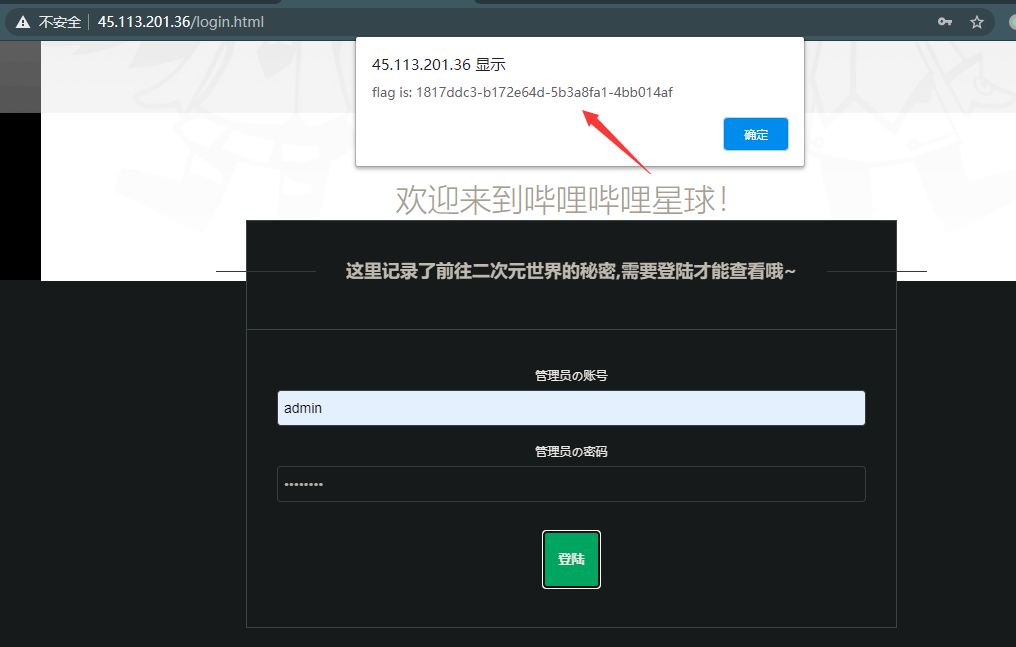 不安全 45.113.201.36/login.html
45.113.201.36 显示
flag is: 1817ddc3-b172e64d-5b3a8fa1-4bb014af
确定
欢迎来到哔哩哔哩星球!
这里记录了前往二次元世界的秘密,需要登陆才能查看哦~
管理员の账号
admin
管理员の密码
••••••••
登陆